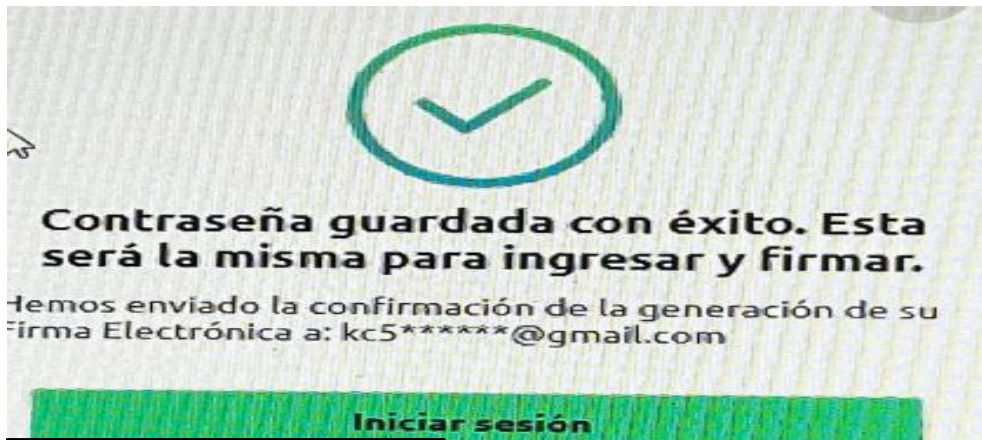 Contraseña guardada con éxito. Esta
será la misma para ingresar y firmar.
Hemos enviado la confirmación de la generación de su
Firma Electrónica a: kc5******@gmail.com
Iniciar sesión